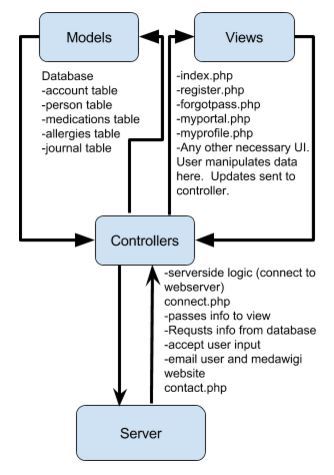 Models
Views
Database
-account table
-person table
-medications table
-allergies table
-journal table
-index.php
-register.php
-forgotpass.php
-myportal.php
-myprofile.php
-Any other necessary UI.
User manipulates data
here. Updates sent to
controller.
Controllers
-serverside logic (connect to
webserver)
connect.php
-passes info to view
-Requsts info from database
-accept user input
-email user and medawigi
website
contact.php
Server